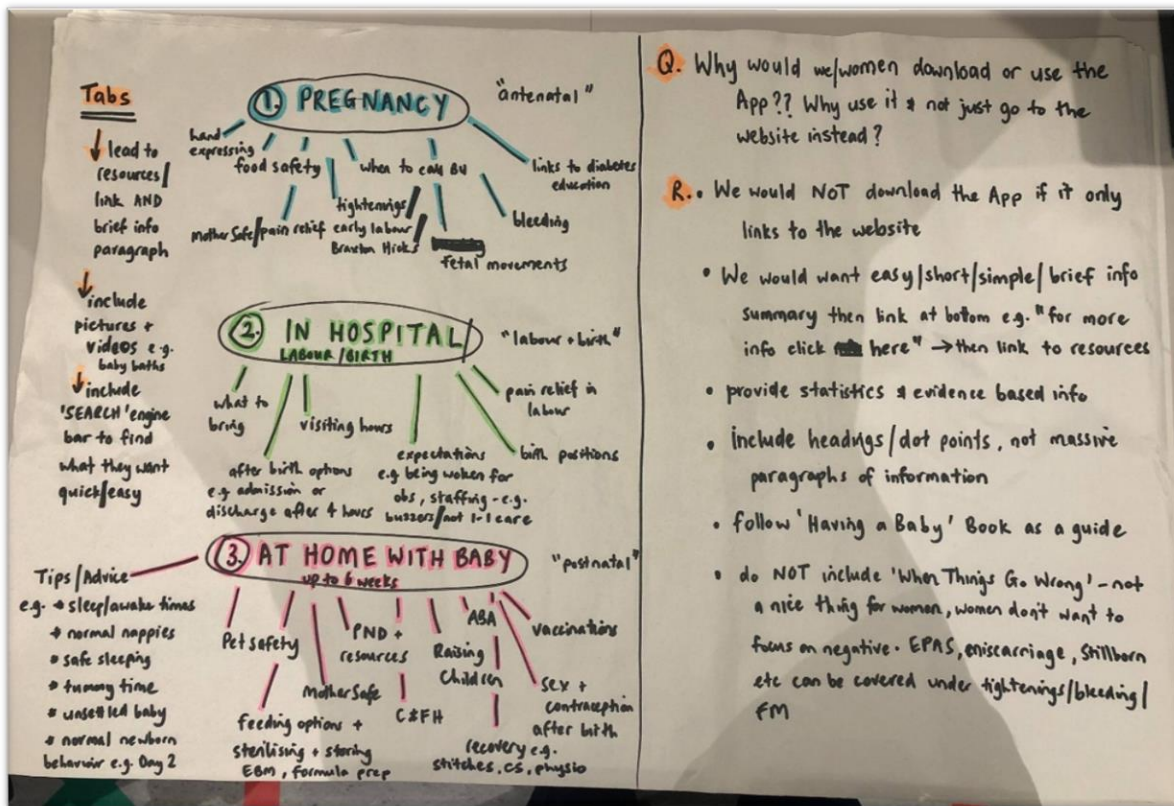 Tabs
↓ lead to
resources/
link AND
brief info
paragraph
↓ include
pictures +
videos e.g.
baby baths
↓ include
'SEARCH' engine
bar to find
what they want
quick/easy
1. PREGNANCY
"antenatal"
hand
expressing
food safety
when to call BU
links to diabetes
education
MotherSafe/pain relief
tightenings/
early labour/
Braxton Hicks
fetal movements
bleeding
2. IN HOSPITAL/
LABOUR/BIRTH
"labour + birth"
what to
bring
visiting hours
pain relief in
labour
after birth options
e.g admission or
discharge after 4 hours
expectations
e.g being woken for
obs, staffing - e.g.
buzzers/not 1-1 care
birth positions
3. AT HOME WITH BABY
up to 6 weeks
"postnatal"
Tips/Advice
e.g. * sleep/awake times
* normal nappies
* safe sleeping
* tummy time
* unsettled baby
* normal newborn
behaviour e.g. Day 2
Pet safety
feeding options +
sterilising + storing
EBM, formula prep
MotherSafe
PND +
resources
C&FH
Raising
Children
ABA
recovery e.g.
stitches, CS, physio
sex +
contraception
after birth
vaccinations
Q. Why would we/women download or use the
App?? Why use it & not just go to the
website instead?
R. • We would NOT download the App if it only
links to the website
• We would want easy/short/simple/brief info
summary then link at bottom e.g. "for more
info click here" → then link to resources
• provide statistics & evidence based info
• include headings/dot points, not massive
paragraphs of information
• follow 'Having a Baby' Book as a guide
• do NOT include 'When Things Go Wrong' - not
a nice thing for women, women don't want to
focus on negative. EPAS, miscarriage, stillborn
etc can be covered under tightenings/bleeding/
FM